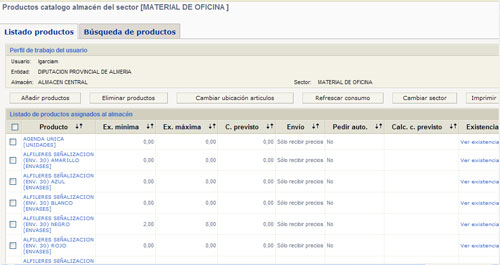 Productos catalogo almacén del sector [MATERIAL DE OFICINA ]
Listado productos Búsqueda de productos
Perfil de trabajo del usuario
Usuario: lgarciam
Entidad: DIPUTACION PROVINCIAL DE ALMERIA
Almacén: ALMACEN CENTRAL Sector: MATERIAL DE OFICINA
Añadir productos Eliminar productos Cambiar ubicación articulos Refrescar consumo Cambiar sector Imprimir
Listado de productos asignados al almacén
Producto Ex. mínima Ex. máxima C. previsto Envío Pedir auto. Calc. c. previsto Existencia
AGENDA UNICA
[UNIDADES] 0,00 0,00 0,00 Sólo recibir precios No Ver existencia
ALFILERES SEÑALIZACION
(ENV. 30) AMARILLO 0,00 0,00 0,00 Sólo recibir precios No Ver existencia
[ENVASES]
ALFILERES SEÑALIZACION
(ENV. 30) AZUL 0,00 0,00 0,00 Sólo recibir precios No Ver existencia
[ENVASES]
ALFILERES SEÑALIZACION
(ENV. 30) BLANCO 0,00 0,00 0,00 Sólo recibir precios No Ver existencia
[ENVASES]
ALFILERES SEÑALIZACION
(ENV. 30) NEGRO 2,00 8,00 0,00 Sólo recibir precios No Ver existencia
[ENVASES]
ALFILERES SEÑALIZACION
(ENV. 30) ROJO 0,00 0,00 0,00 Sólo recibir precios No Ver existencia
[ENVASES]
ALFILERES SEÑALIZACION